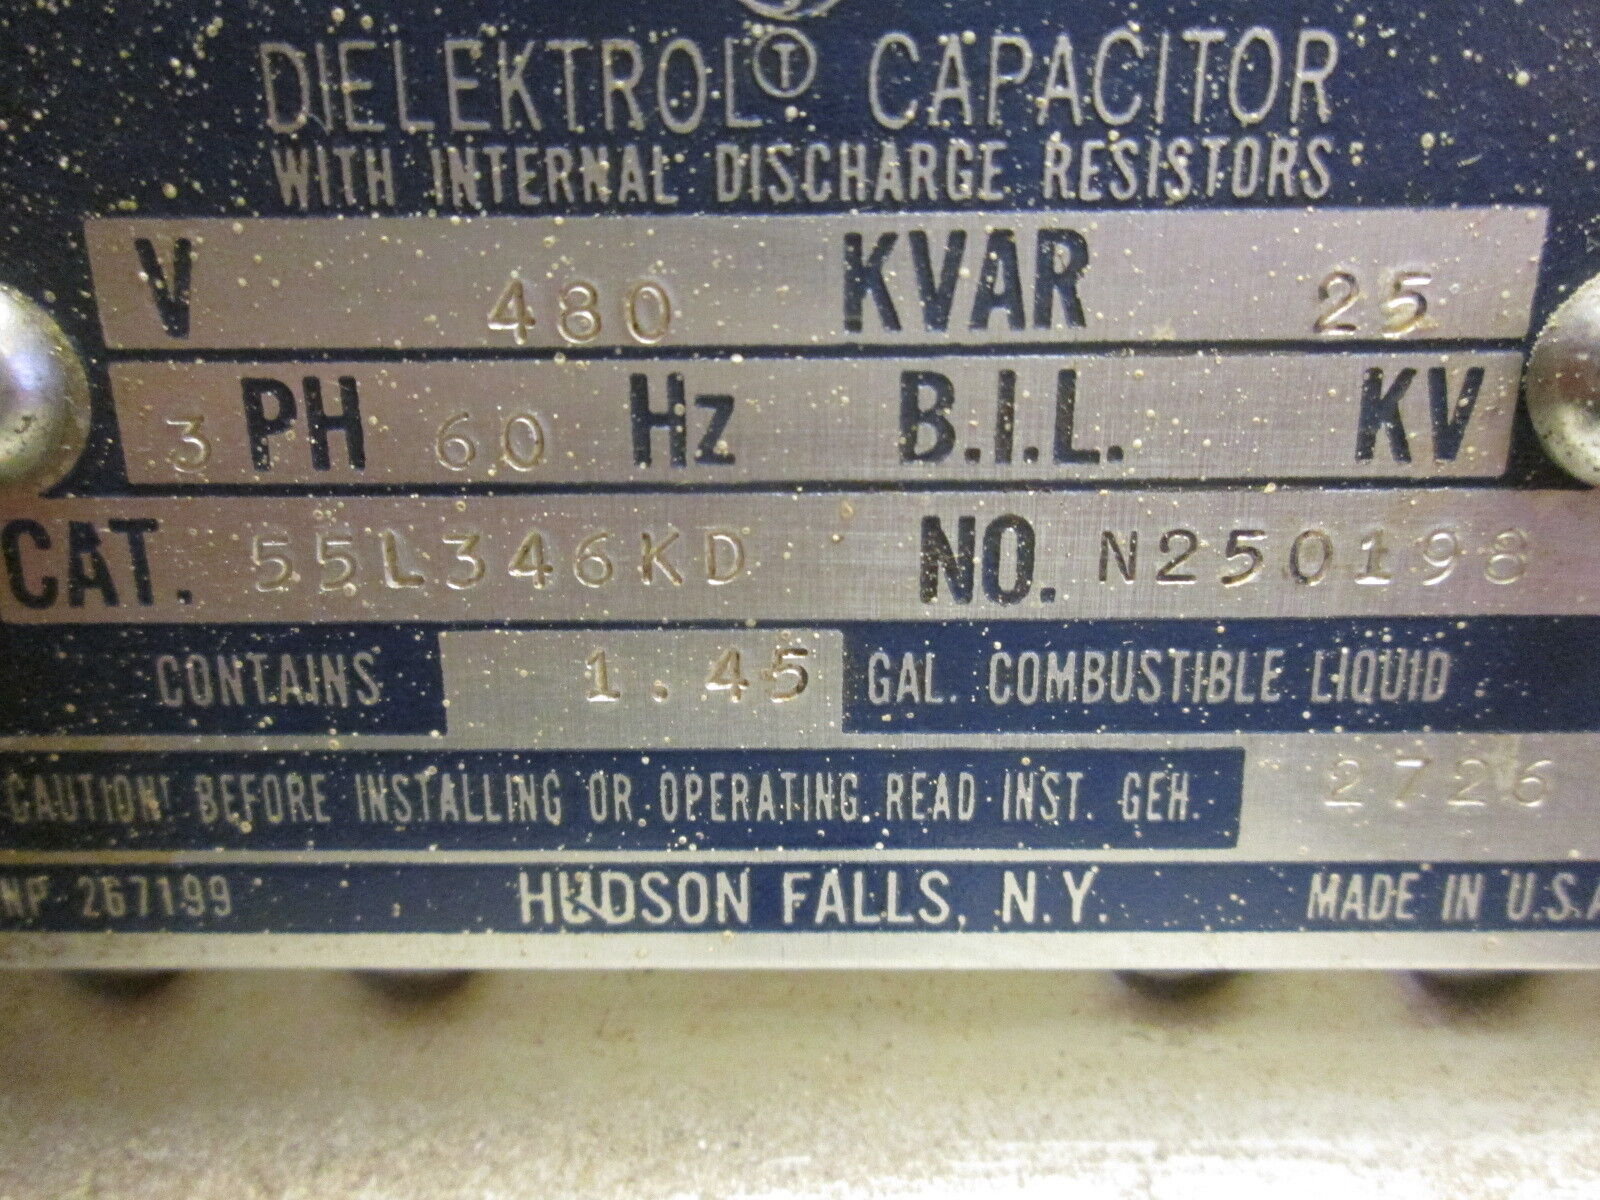 DIELEKTROL Ⓣ CAPACITOR
WITH INTERNAL DISCHARGE RESISTORS
V 480 KVAR 25
3 PH 60 Hz B.I.L. KV
CAT. 55L346KD NO. N250198
CONTAINS 1.45 GAL. COMBUSTIBLE LIQUID
CAUTION! BEFORE INSTALLING OR OPERATING READ INST. GEH. 2726
NP 267199 HUDSON FALLS, N.Y. MADE IN U.S.A